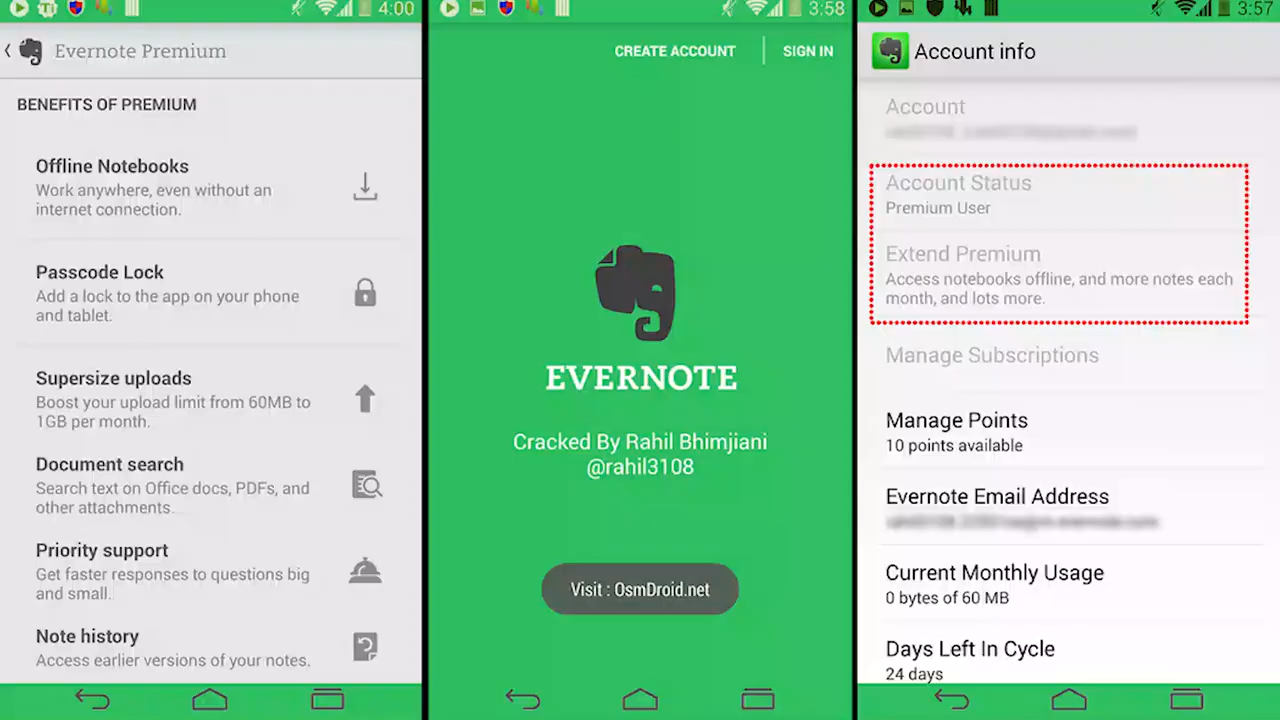 4:00
Evernote Premium
BENEFITS OF PREMIUM
Offline Notebooks
Work anywhere, even without an
internet connection.
Passcode Lock
Add a lock to the app on your phone
and tablet.
Supersize uploads
Boost your upload limit from 60MB to
1GB per month.
Document search
Search text on Office docs, PDFs, and
other attachments.
Priority support
Get faster responses to questions big
and small.
Note history
Access earlier versions of your notes.
3:58
CREATE ACCOUNT
SIGN IN
EVERNOTE
Cracked By Rahil Bhimjiani
@rahil3108
Visit : OsmDroid.net
3:57
Account info
Account
Account Status
Premium User
Extend Premium
Access notebooks offline, and more notes each
month, and lots more.
Manage Subscriptions
Manage Points
10 points available
Evernote Email Address
Current Monthly Usage
0 bytes of 60 MB
Days Left In Cycle
24 days